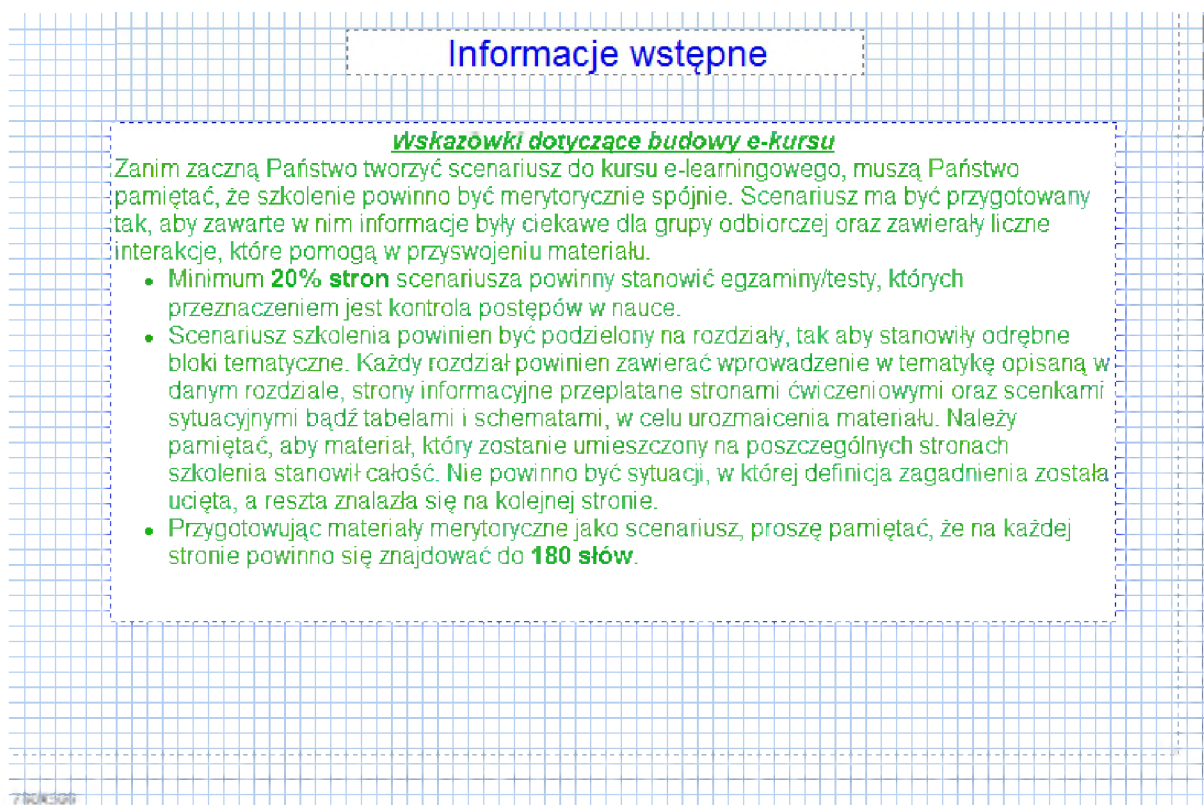 Informacje wstępne
Wskazówki dotyczące budowy e-kursu
Zanim zaczną Państwo tworzyć scenariusz do kursu e-learningowego, muszą Państwo
pamiętać, że szkolenie powinno być merytorycznie spójnie. Scenariusz ma być przygotowany
tak, aby zawarte w nim informacje były ciekawe dla grupy odbiorczej oraz zawierały liczne
interakcje, które pomogą w przyswojeniu materiału.
• Minimum 20% stron scenariusza powinny stanowić egzaminy/testy, których
przeznaczeniem jest kontrola postępów w nauce.
• Scenariusz szkolenia powinien być podzielony na rozdziały, tak aby stanowiły odrębne
bloki tematyczne. Każdy rozdział powinien zawierać wprowadzenie w tematykę opisaną w
danym rozdziale, strony informacyjne przeplatane stronami ćwiczeniowymi oraz scenkami
sytuacyjnymi bądź tabelami i schematami, w celu urozmaicenia materiału. Należy
pamiętać, aby materiał, który zostanie umieszczony na poszczególnych stronach
szkolenia stanowił całość. Nie powinno być sytuacji, w której definicja zagadnienia została
ucięta, a reszta znalazła się na kolejnej stronie.
• Przygotowując materiały merytoryczne jako scenariusz, proszę pamiętać, że na każdej
stronie powinno się znajdować do 180 słów.